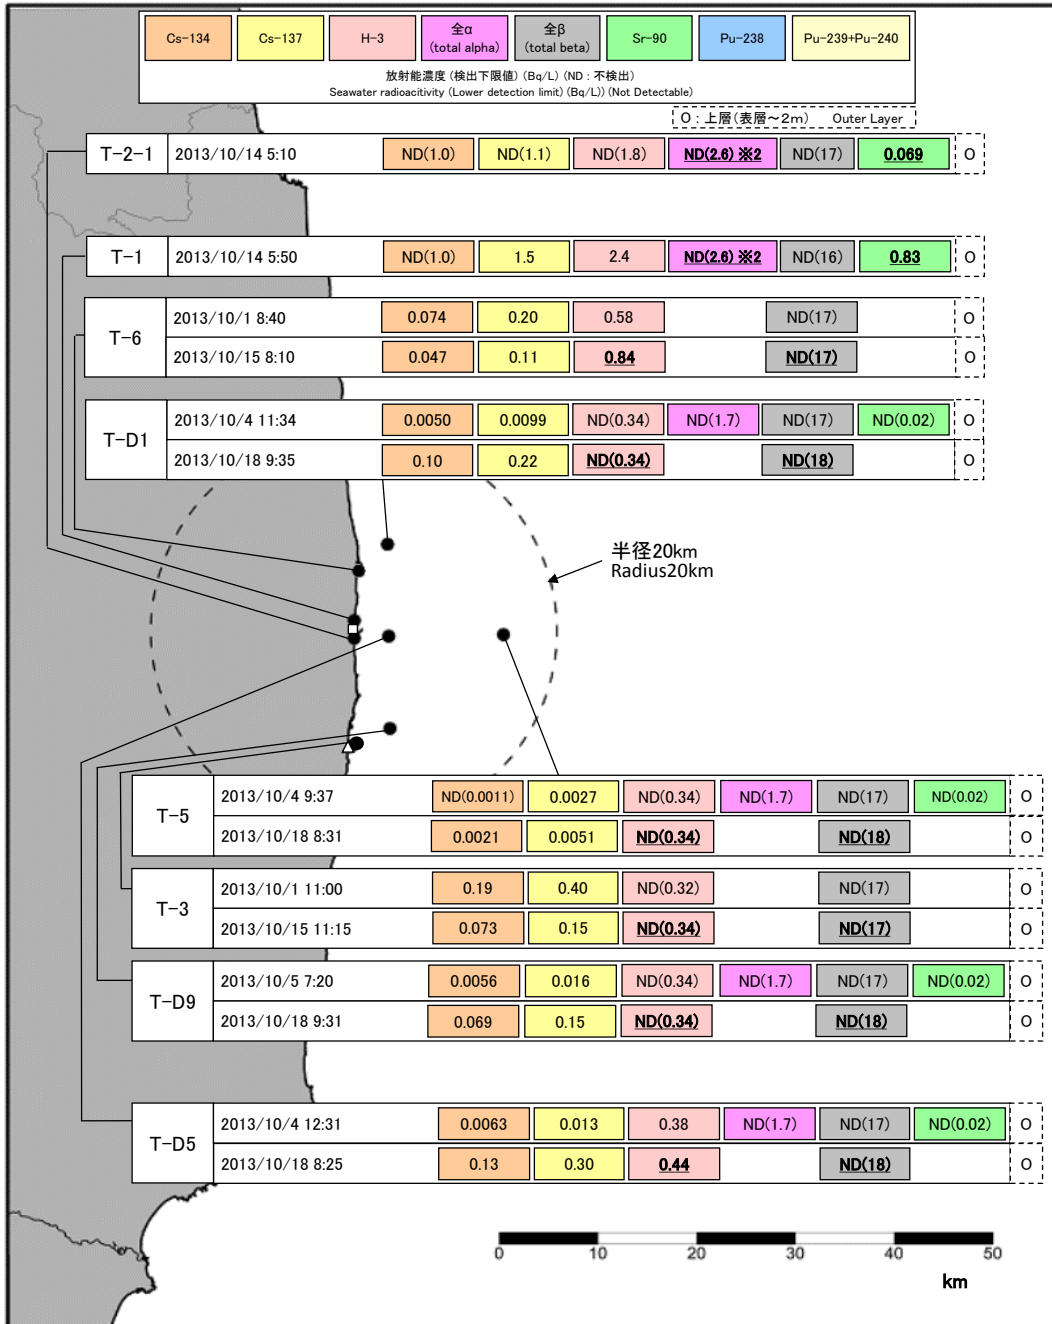 Cs-134 Cs-137 H-3 全α (total alpha) 全β (total beta) Sr-90 Pu-238 Pu-239+Pu-240
放射能濃度 (検出下限値) (Bq/L) (ND : 不検出)
Seawater radioacitivity (Lower detection limit) (Bq/L) (Not Detectable)
O : 上層(表層～2m) Outer Layer
T-2-1 2013/10/14 5:10 ND(1.0) ND(1.1) ND(1.8) ND(2.6) ※2 ND(17) 0.069 O
T-1 2013/10/14 5:50 ND(1.0) 1.5 2.4 ND(2.6) ※2 ND(16) 0.83 O
T-6
2013/10/1 8:40 0.074 0.20 0.58 ND(17) O
2013/10/15 8:10 0.047 0.11 0.84 ND(17) O
T-D1
2013/10/4 11:34 0.0050 0.0099 ND(0.34) ND(1.7) ND(17) ND(0.02) O
2013/10/18 9:35 0.10 0.22 ND(0.34) ND(18) O
半径20km
Radius20km
T-5
2013/10/4 9:37 ND(0.0011) 0.0027 ND(0.34) ND(1.7) ND(17) ND(0.02) O
2013/10/18 8:31 0.0021 0.0051 ND(0.34) ND(18) O
T-3
2013/10/1 11:00 0.19 0.40 ND(0.32) ND(17) O
2013/10/15 11:15 0.073 0.15 ND(0.34) ND(17) O
T-D9
2013/10/5 7:20 0.0056 0.016 ND(0.34) ND(1.7) ND(17) ND(0.02) O
2013/10/18 9:31 0.069 0.15 ND(0.34) ND(18) O
T-D5
2013/10/4 12:31 0.0063 0.013 0.38 ND(1.7) ND(17) ND(0.02) O
2013/10/18 8:25 0.13 0.30 0.44 ND(18) O
0 10 20 30 40 50
km